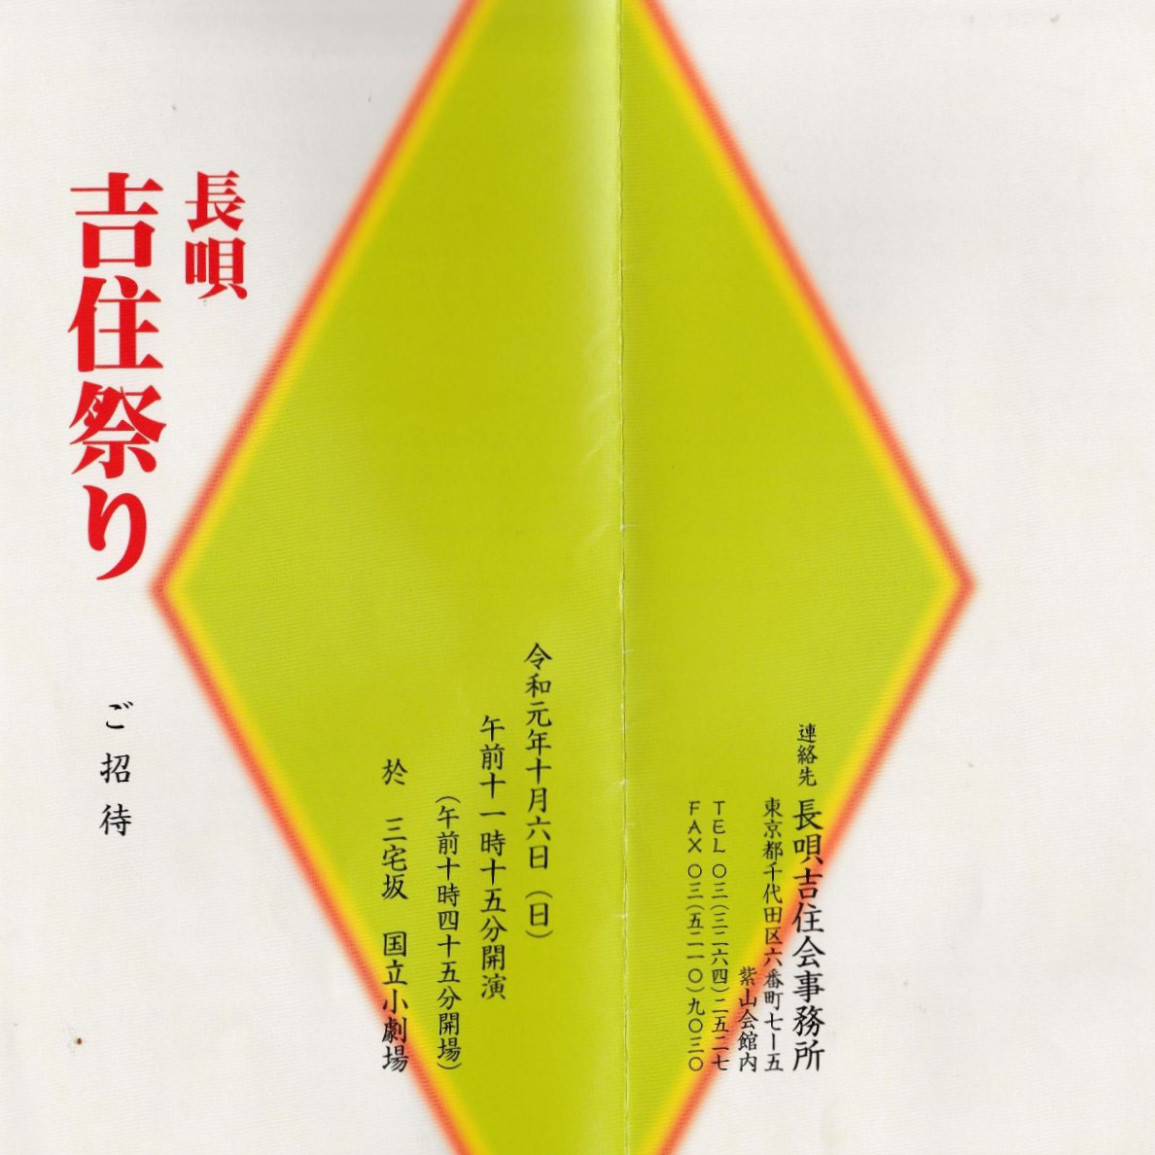 連絡先 長唄吉住会事務所
東京都千代田区六番町七ー五
紫山会館内
TEL 〇三(三二六四)二五二七
FAX 〇三(五二一〇)九〇三〇
令和元年十月六日(日)
午前十一時十五分開演
(午前十時四十五分開場)
於 三宅坂 国立小劇場
長唄
吉住祭り
ご招待